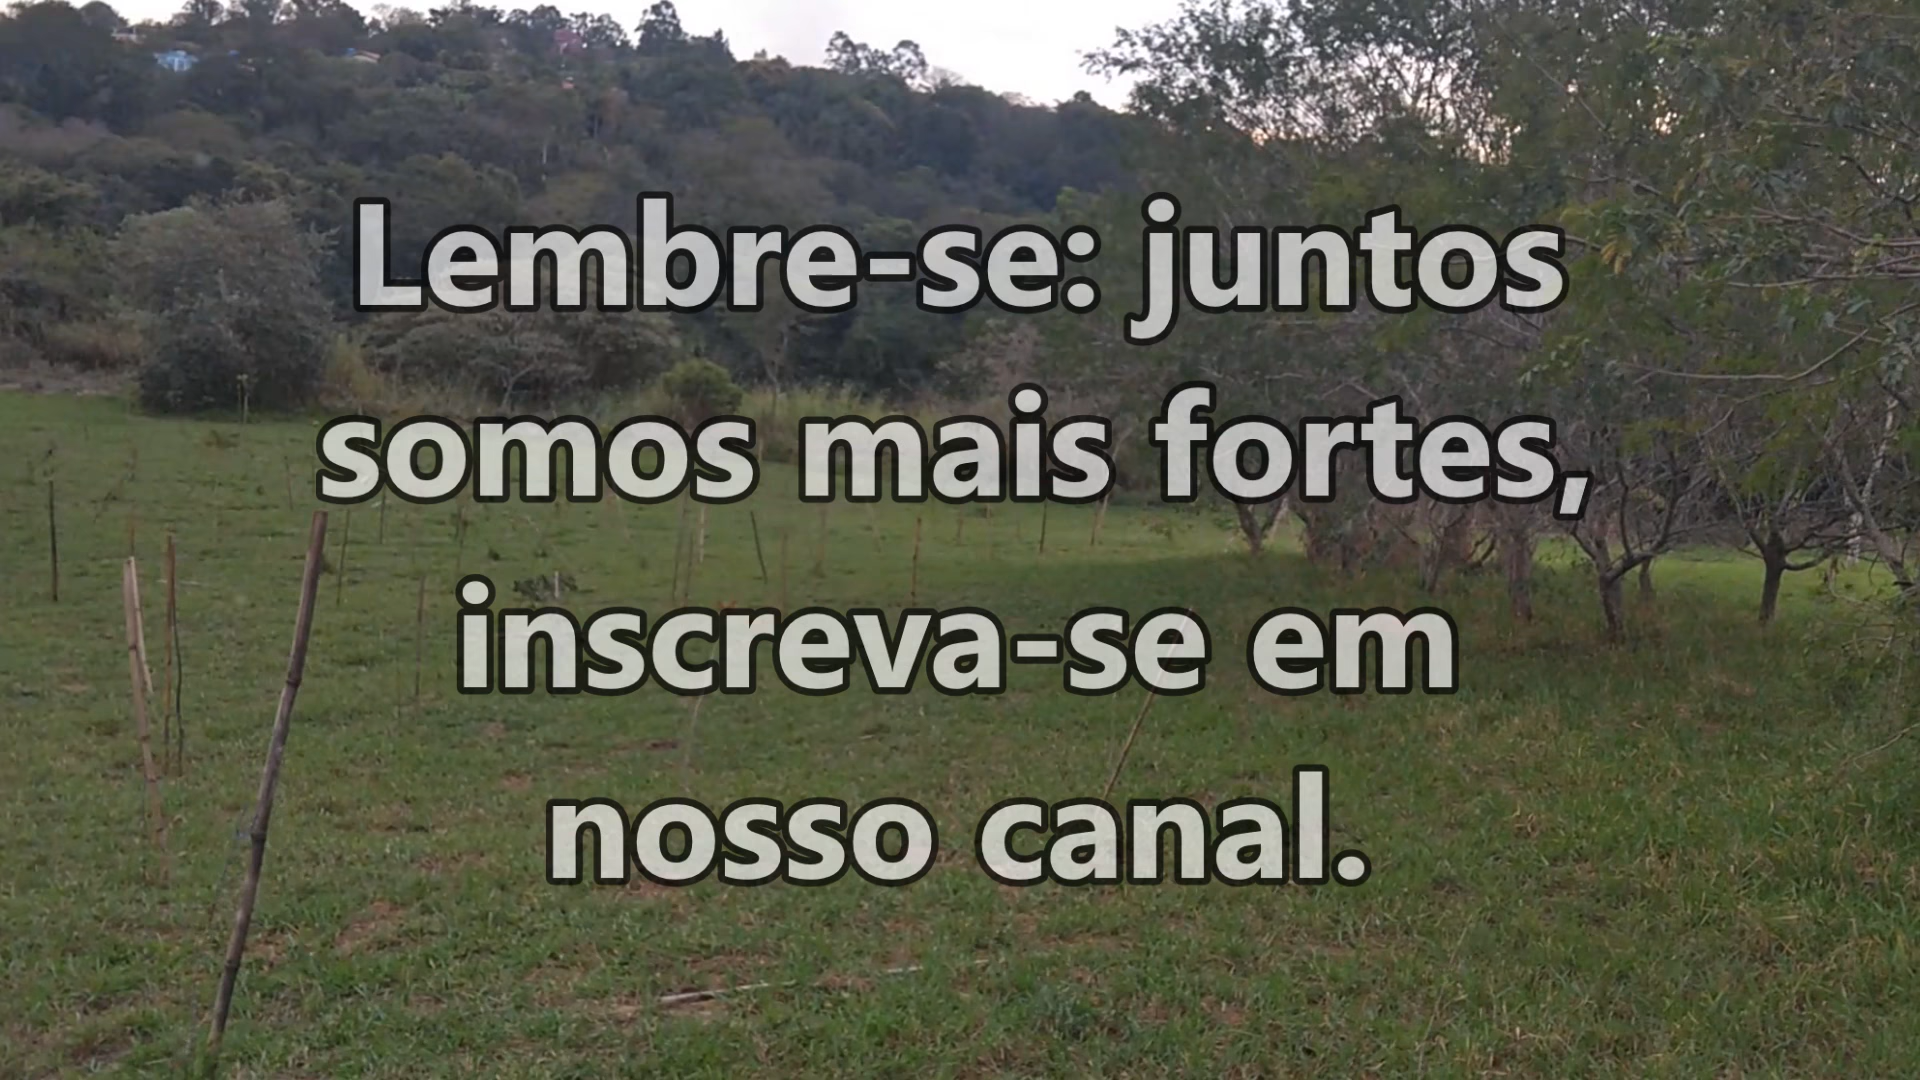 Lembre-se: juntos
somos mais fortes,
inscreva-se em
nosso canal.